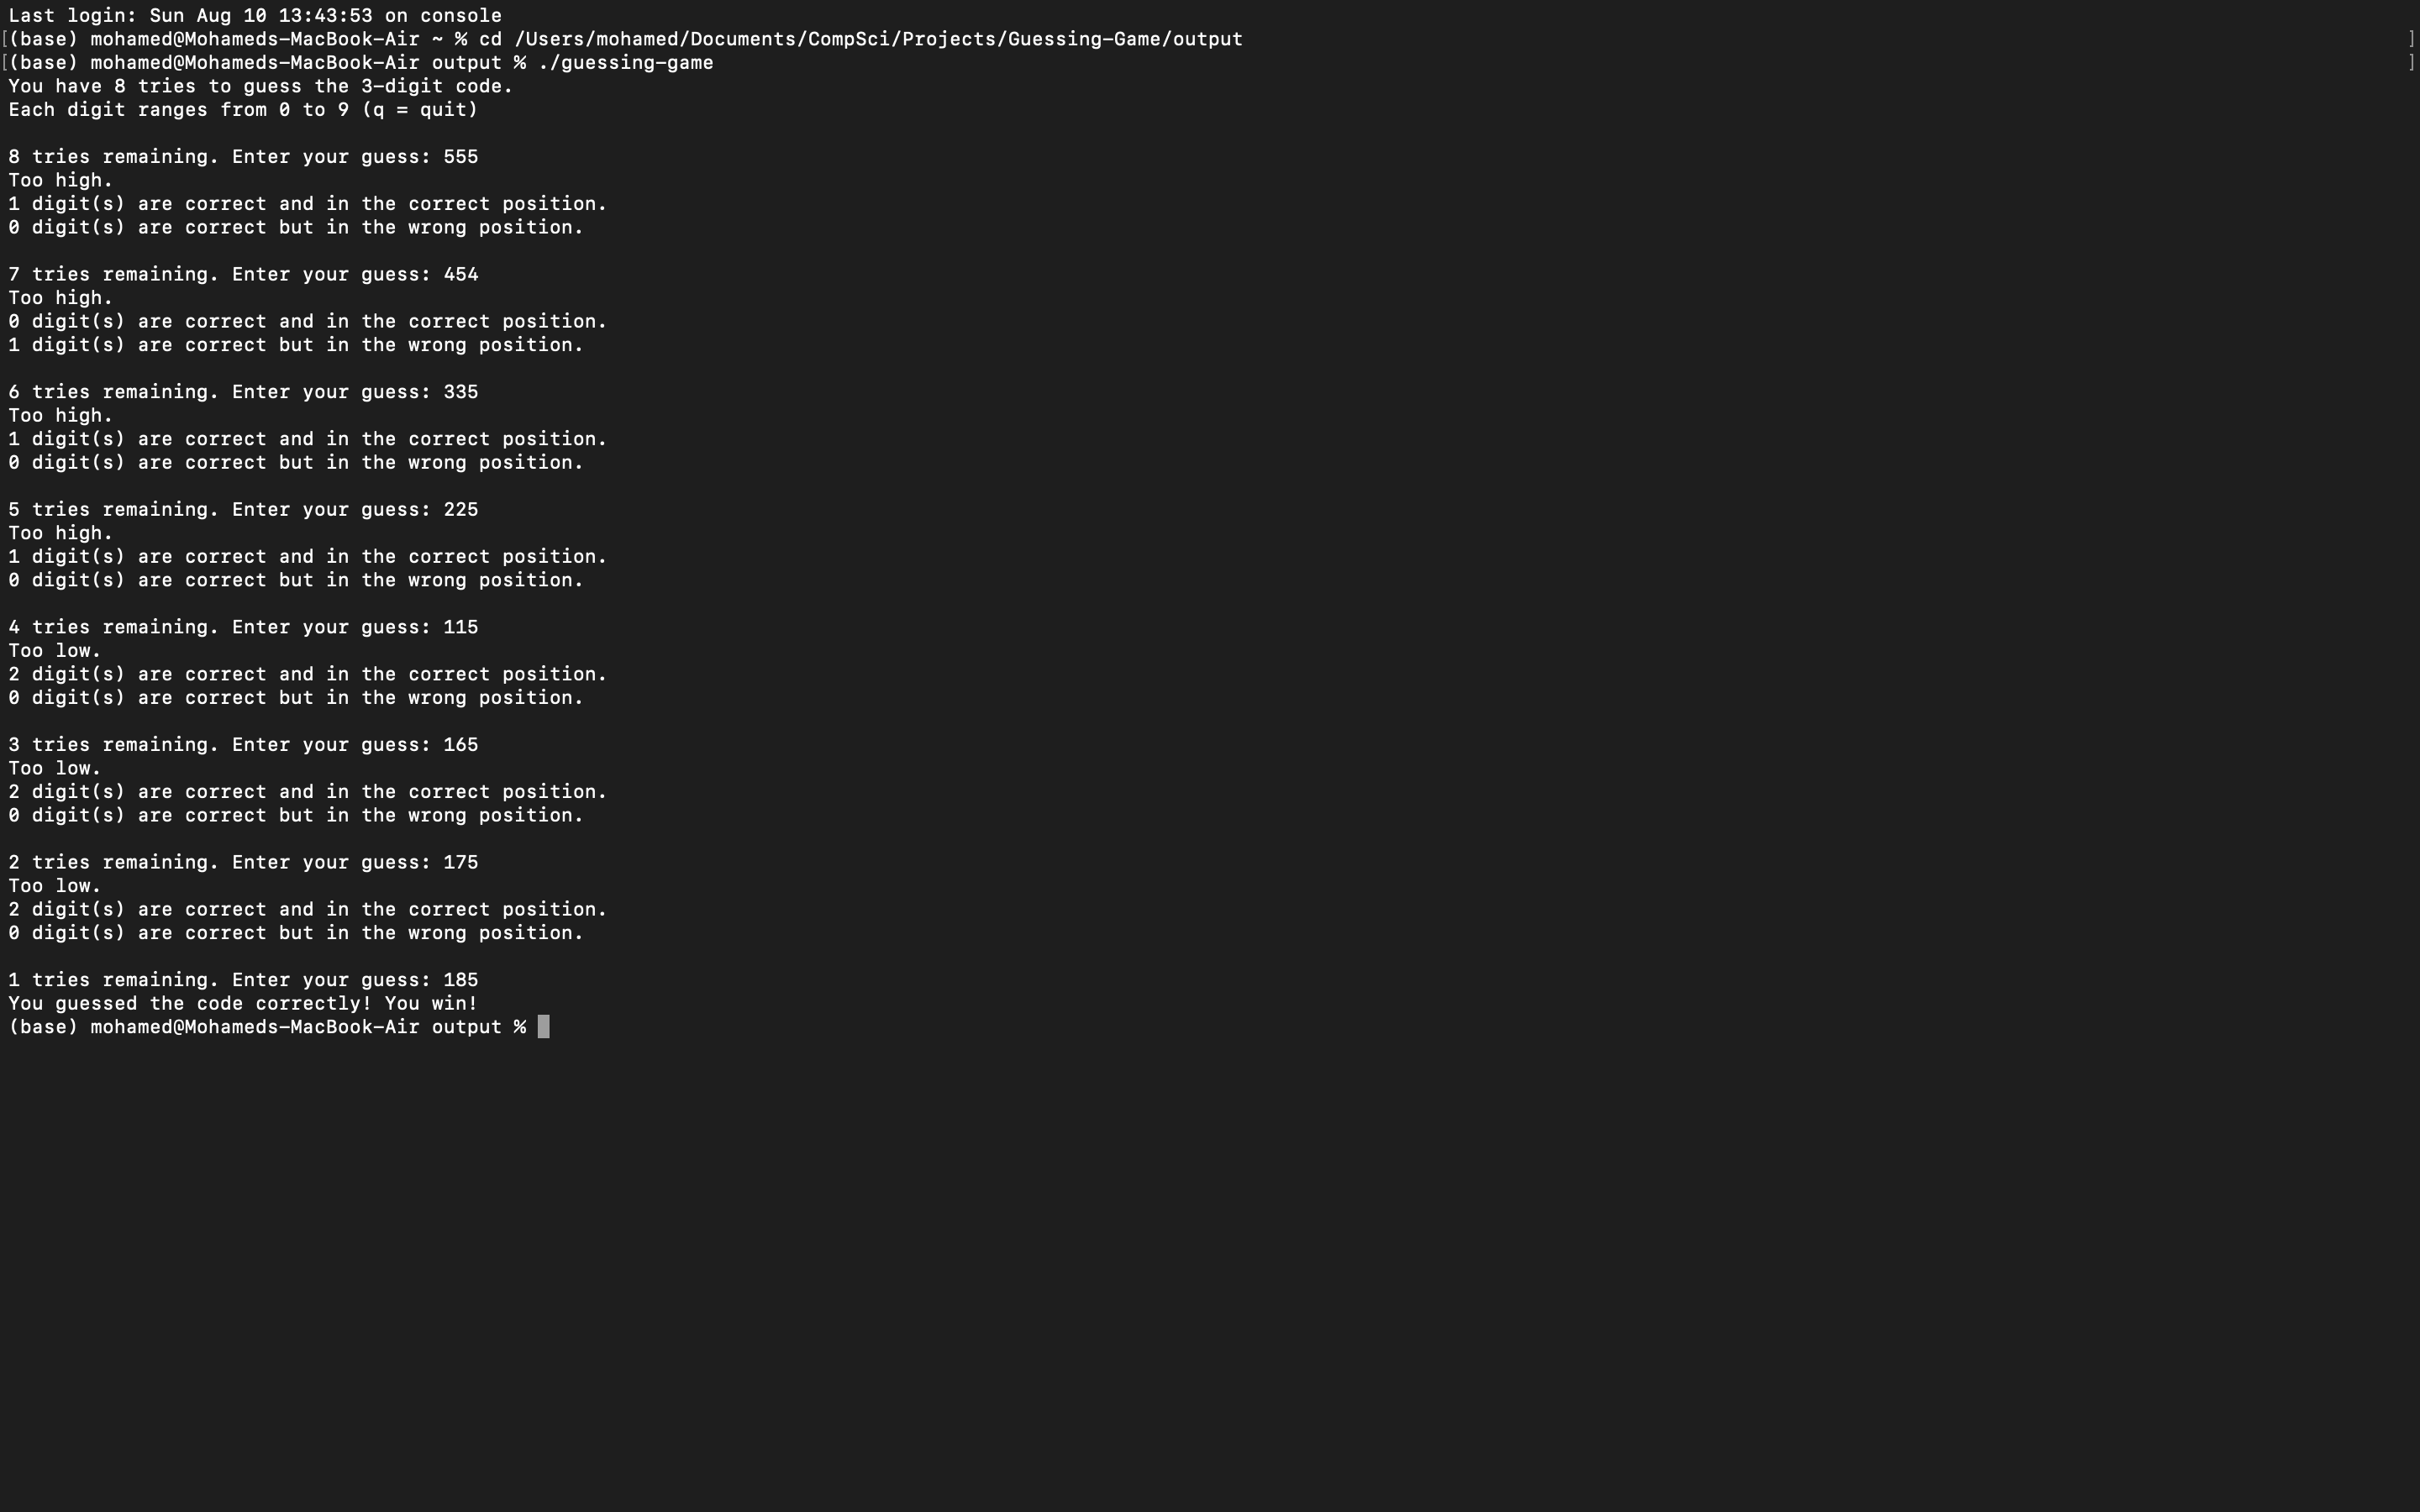 Last login: Sun Aug 10 13:43:53 on console
[(base) mohamed@Mohameds-MacBook-Air ~ % cd /Users/mohamed/Documents/CompSci/Projects/Guessing-Game/output ]
[(base) mohamed@Mohameds-MacBook-Air output % ./guessing-game ]
You have 8 tries to guess the 3-digit code.
Each digit ranges from 0 to 9 (q = quit)
8 tries remaining. Enter your guess: 555
Too high.
1 digit(s) are correct and in the correct position.
0 digit(s) are correct but in the wrong position.
7 tries remaining. Enter your guess: 454
Too high.
0 digit(s) are correct and in the correct position.
1 digit(s) are correct but in the wrong position.
6 tries remaining. Enter your guess: 335
Too high.
1 digit(s) are correct and in the correct position.
0 digit(s) are correct but in the wrong position.
5 tries remaining. Enter your guess: 225
Too high.
1 digit(s) are correct and in the correct position.
0 digit(s) are correct but in the wrong position.
4 tries remaining. Enter your guess: 115
Too low.
2 digit(s) are correct and in the correct position.
0 digit(s) are correct but in the wrong position.
3 tries remaining. Enter your guess: 165
Too low.
2 digit(s) are correct and in the correct position.
0 digit(s) are correct but in the wrong position.
2 tries remaining. Enter your guess: 175
Too low.
2 digit(s) are correct and in the correct position.
0 digit(s) are correct but in the wrong position.
1 tries remaining. Enter your guess: 185
You guessed the code correctly! You win!
(base) mohamed@Mohameds-MacBook-Air output %